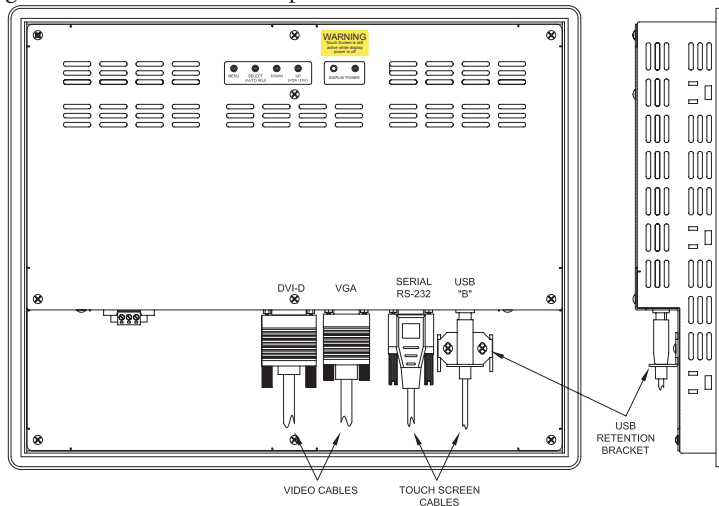 WARNING
Touch Screen is still
active while display
power is off
MENU
SELECT
(AUTO ADJ)
DOWN
UP
(VGA / DVI)
DISPLAY POWER
DVI-D
VGA
SERIAL
RS-232
USB
"B"
USB
RETENTION
BRACKET
VIDEO CABLES
TOUCH SCREEN
CABLES